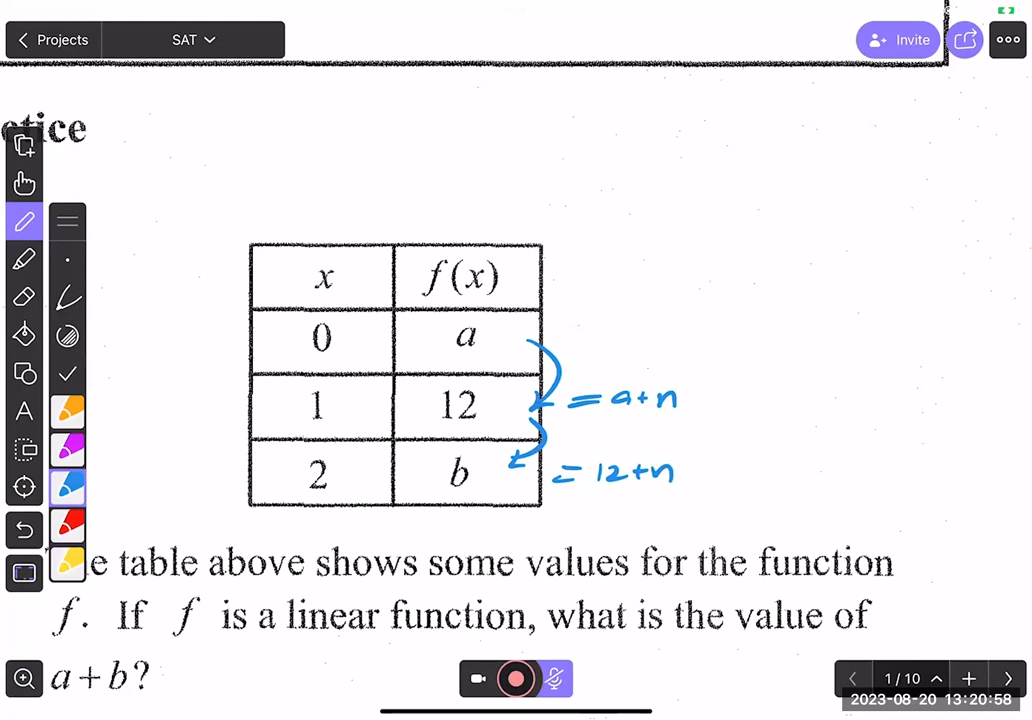 Projects
SAT
Invite
ctice
x f(x)
0 a
1 12 = a+n
2 b = 12+n
e table above shows some values for the function
f. If f is a linear function, what is the value of
a+b?
A
1/10
2023-08-20 13:20:58